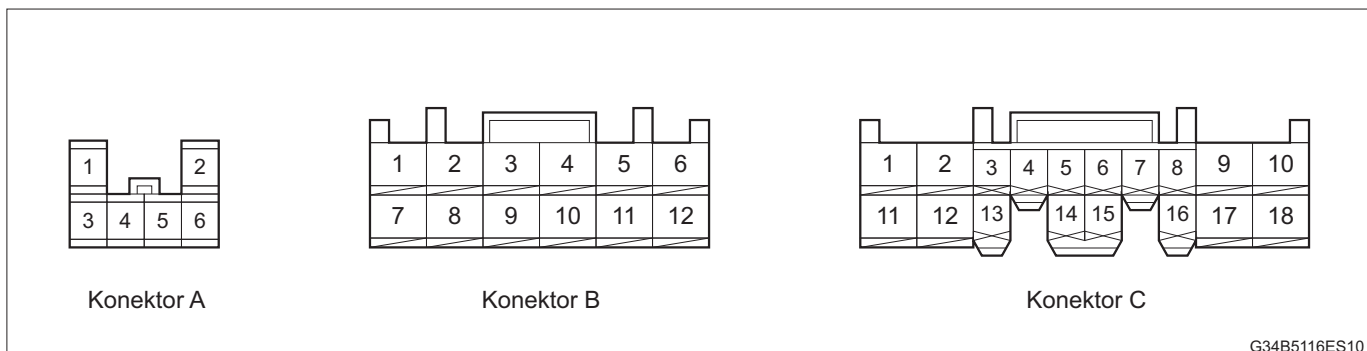 1 2
3 4 5 6
Konektor A
1 2 3 4 5 6
7 8 9 10 11 12
Konektor B
1 2 3 4 5 6 7 8 9 10
11 12 13 14 15 16 17 18
Konektor C
G34B5116ES10